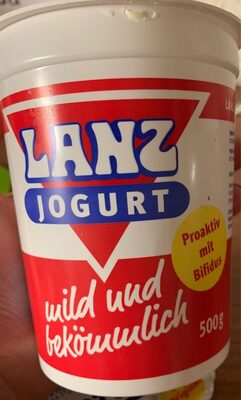 LANZ
JOGURT
Proaktiv
mit
Bifidus
mild und
bekömmlich
500g